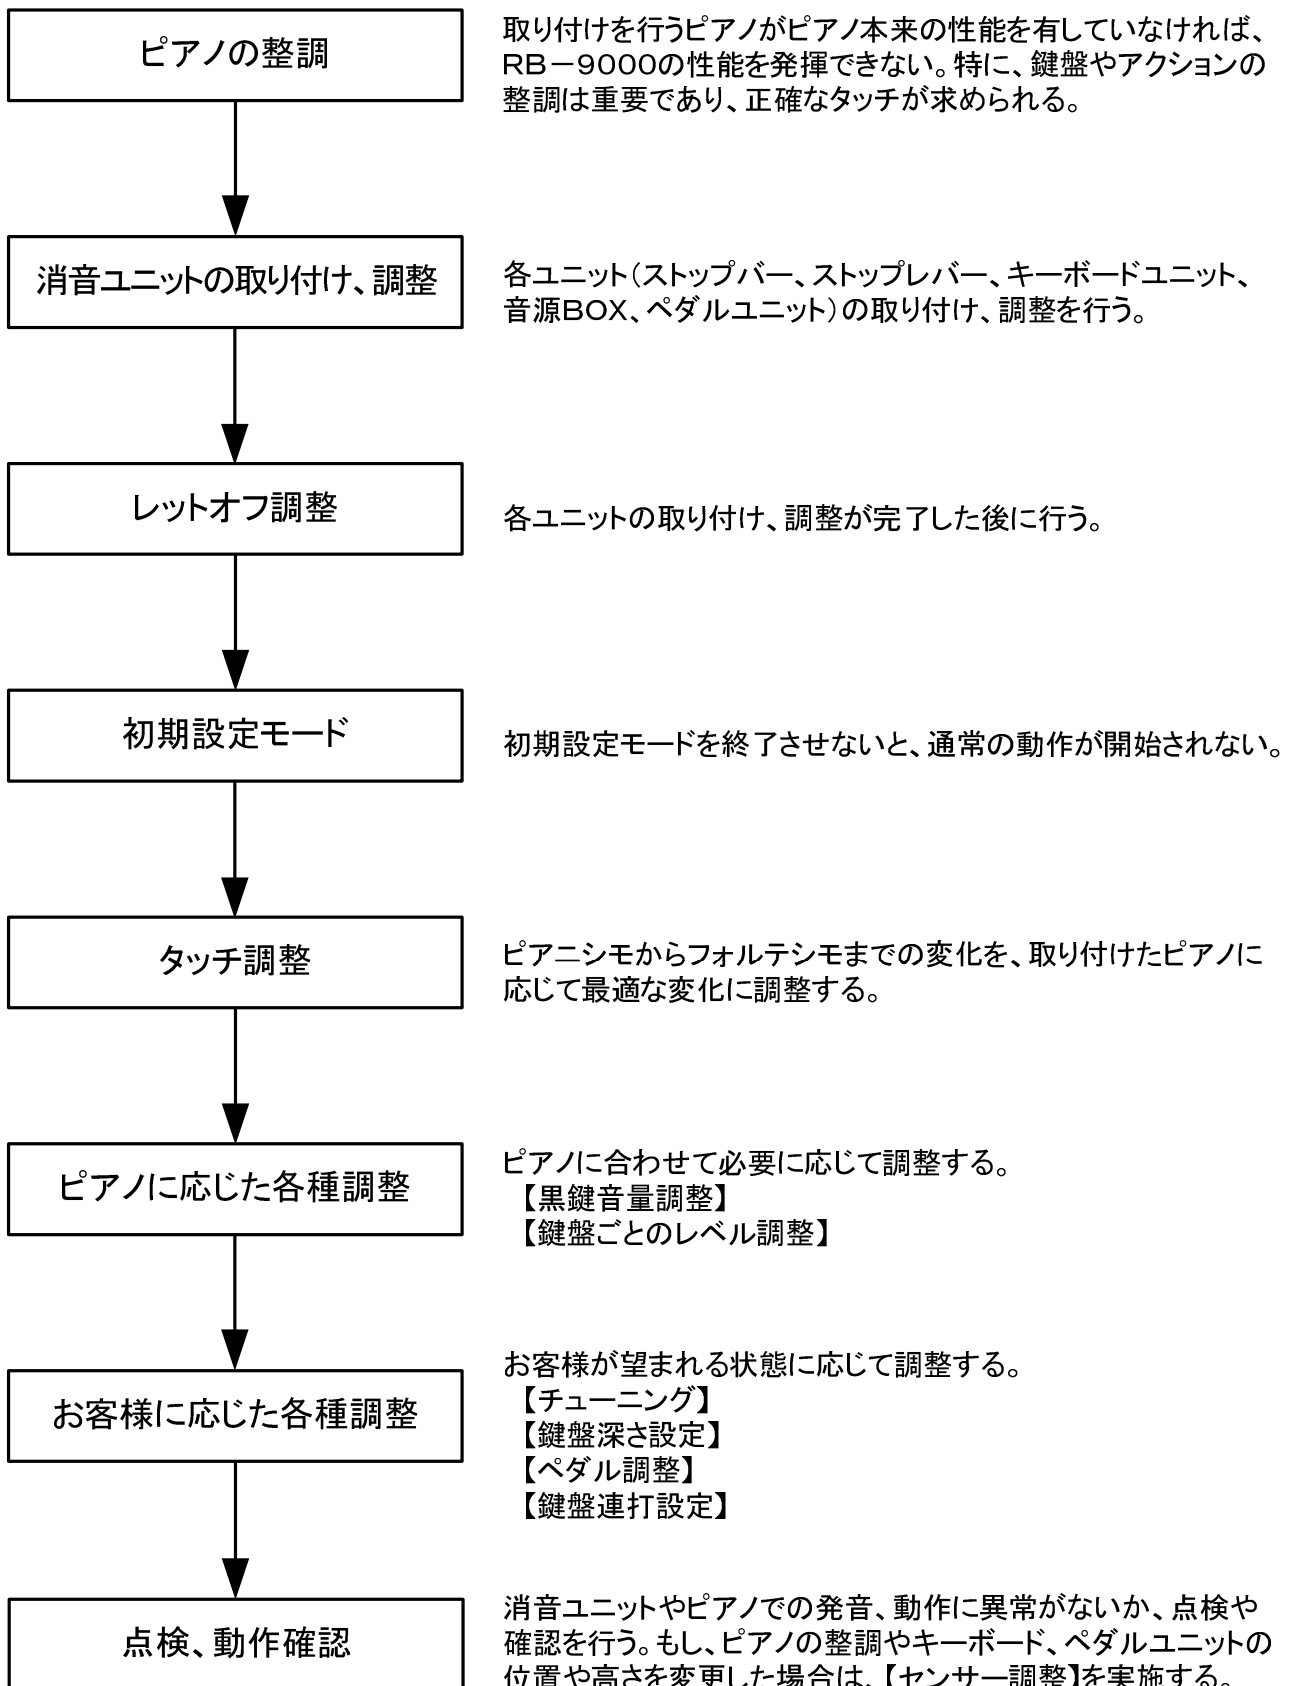 ピアノの整調
取り付けを行うピアノがピアノ本来の性能を有していなければ、
RB－9000の性能を発揮できない。特に、鍵盤やアクションの
整調は重要であり、正確なタッチが求められる。
消音ユニットの取り付け、調整
各ユニット（ストップバー、ストップレバー、キーボードユニット、
音源BOX、ペダルユニット）の取り付け、調整を行う。
レットオフ調整
各ユニットの取り付け、調整が完了した後に行う。
初期設定モード
初期設定モードを終了させないと、通常の動作が開始されない。
タッチ調整
ピアニシモからフォルテシモまでの変化を、取り付けたピアノに
応じて最適な変化に調整する。
ピアノに応じた各種調整
ピアノに合わせて必要に応じて調整する。
【黒鍵音量調整】
【鍵盤ごとのレベル調整】
お客様に応じた各種調整
お客様が望まれる状態に応じて調整する。
【チューニング】
【鍵盤深さ設定】
【ペダル調整】
【鍵盤連打設定】
点検、動作確認
消音ユニットやピアノでの発音、動作に異常がないか、点検や
確認を行う。もし、ピアノの整調やキーボード、ペダルユニットの
位置や高さを変更した場合は、【センサー調整】を実施する。